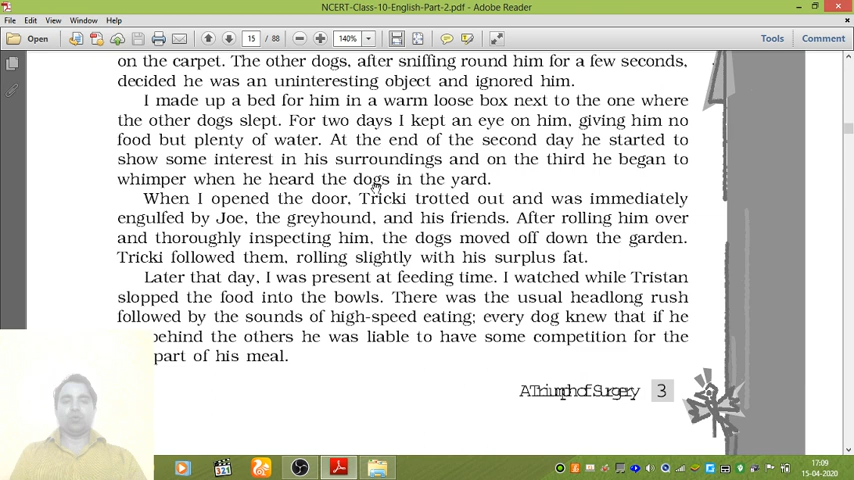 NCERT-Class-10-English-Part-2.pdf - Adobe Reader
File Edit View Window Help
Open 15 / 88 140% Tools Comment
on the carpet. The other dogs, after sniffing round him for a few seconds,
decided he was an uninteresting object and ignored him.
I made up a bed for him in a warm loose box next to the one where
the other dogs slept. For two days I kept an eye on him, giving him no
food but plenty of water. At the end of the second day he started to
show some interest in his surroundings and on the third he began to
whimper when he heard the dogs in the yard.
When I opened the door, Tricki trotted out and was immediately
engulfed by Joe, the greyhound, and his friends. After rolling him over
and thoroughly inspecting him, the dogs moved off down the garden.
Tricki followed them, rolling slightly with his surplus fat.
Later that day, I was present at feeding time. I watched while Tristan
slopped the food into the bowls. There was the usual headlong rush
followed by the sounds of high-speed eating; every dog knew that if he
behind the others he was liable to have some competition for the
part of his meal.
A Triumph of Surgery 3
321
17:09
15-04-2020